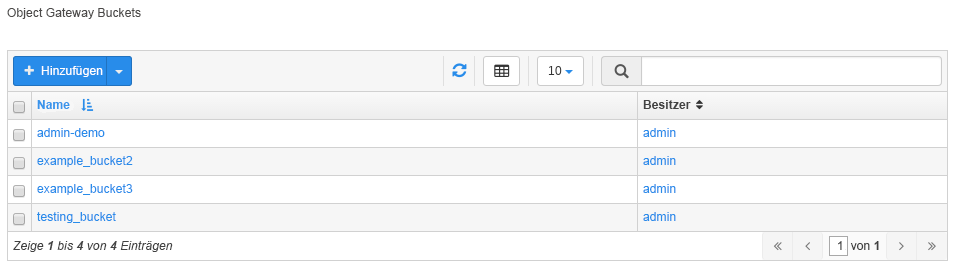 Object Gateway Buckets
Hinzufügen 10
Name Besitzer
admin-demo admin
example_bucket2 admin
example_bucket3 admin
testing_bucket admin
Zeige 1 bis 4 von 4 Einträgen 1 von 1